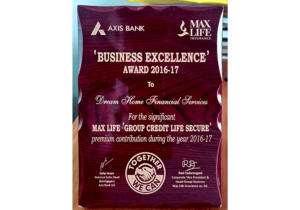 AXIS BANK
MAX LIFE INSURANCE
'BUSINESS EXCELLENCE'
AWARD 2016-17
To
Dream Home Financial Services
For the significant
MAX LIFE 'GROUP CREDIT LIFE SECURE'
premium contribution during the year 2016-17
TOGETHER
WE CAN